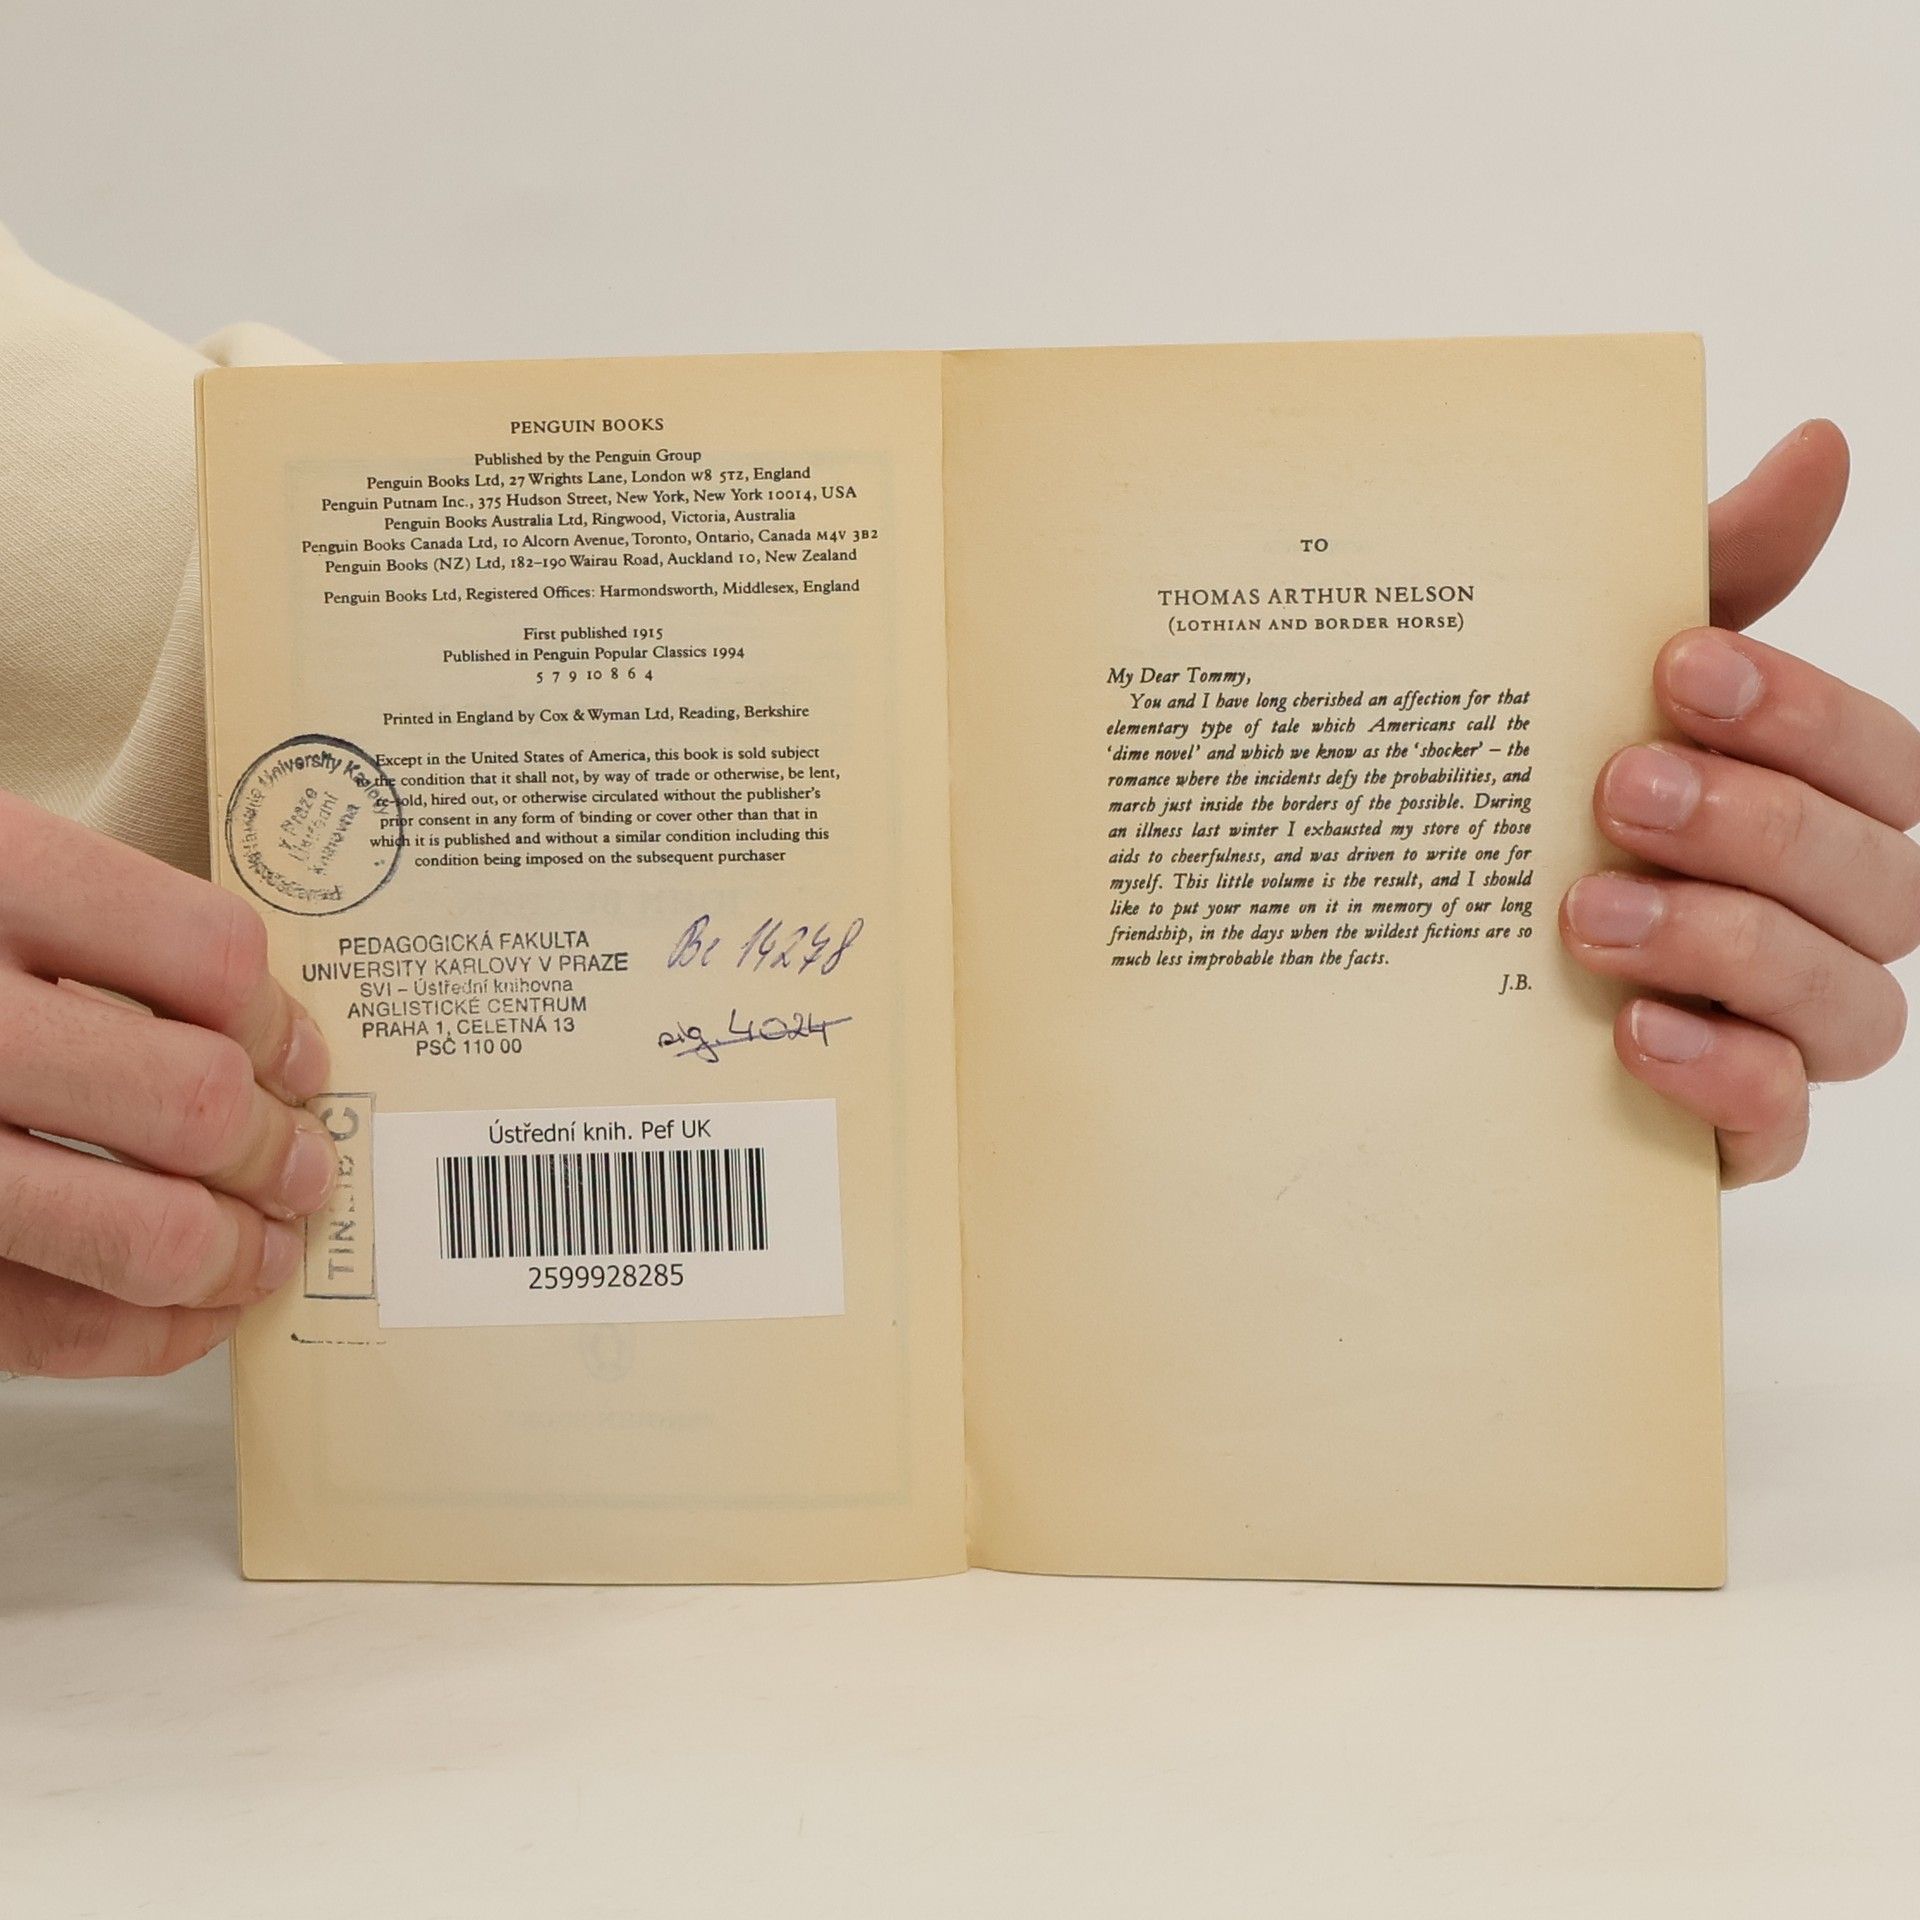 PENGUIN BOOKS
Published by the Penguin Group
Penguin Books Ltd, 27 Wrights Lane, London W8 5TZ, England
Penguin Putnam Inc., 375 Hudson Street, New York, New York 10014, USA
Penguin Books Australia Ltd, Ringwood, Victoria, Australia
Penguin Books Canada Ltd, 10 Alcorn Avenue, Toronto, Ontario, Canada M4V 3B2
Penguin Books (NZ) Ltd, 182–190 Wairau Road, Auckland 10, New Zealand
Penguin Books Ltd, Registered Offices: Harmondsworth, Middlesex, England
First published 1915
Published in Penguin Popular Classics 1994
5 7 9 10 8 6 4
Printed in England by Cox & Wyman Ltd, Reading, Berkshire
Except in the United States of America, this book is sold subject
to the condition that it shall not, by way of trade or otherwise, be lent,
re-sold, hired out, or otherwise circulated without the publisher's
prior consent in any form of binding or cover other than that in
which it is published and without a similar condition including this
condition being imposed on the subsequent purchaser
University Karlovy
v Praze
knihovna
PEDAGOGICKÁ FAKULTA
UNIVERSITY KARLOVY V PRAZE
SVI – Ústřední knihovna
ANGLISTICKÉ CENTRUM
PRAHA 1, CELETNÁ 13
PSČ 110 00
14248
sig. 4024
Ústřední knih. Pef UK
2599928285
TO
THOMAS ARTHUR NELSON
(LOTHIAN AND BORDER HORSE)
My Dear Tommy,
You and I have long cherished an affection for that
elementary type of tale which Americans call the
'dime novel' and which we know as the 'shocker' – the
romance where the incidents defy the probabilities, and
march just inside the borders of the possible. During
an illness last winter I exhausted my store of those
aids to cheerfulness, and was driven to write one for
myself. This little volume is the result, and I should
like to put your name on it in memory of our long
friendship, in the days when the wildest fictions are so
much less improbable than the facts.
J.B.